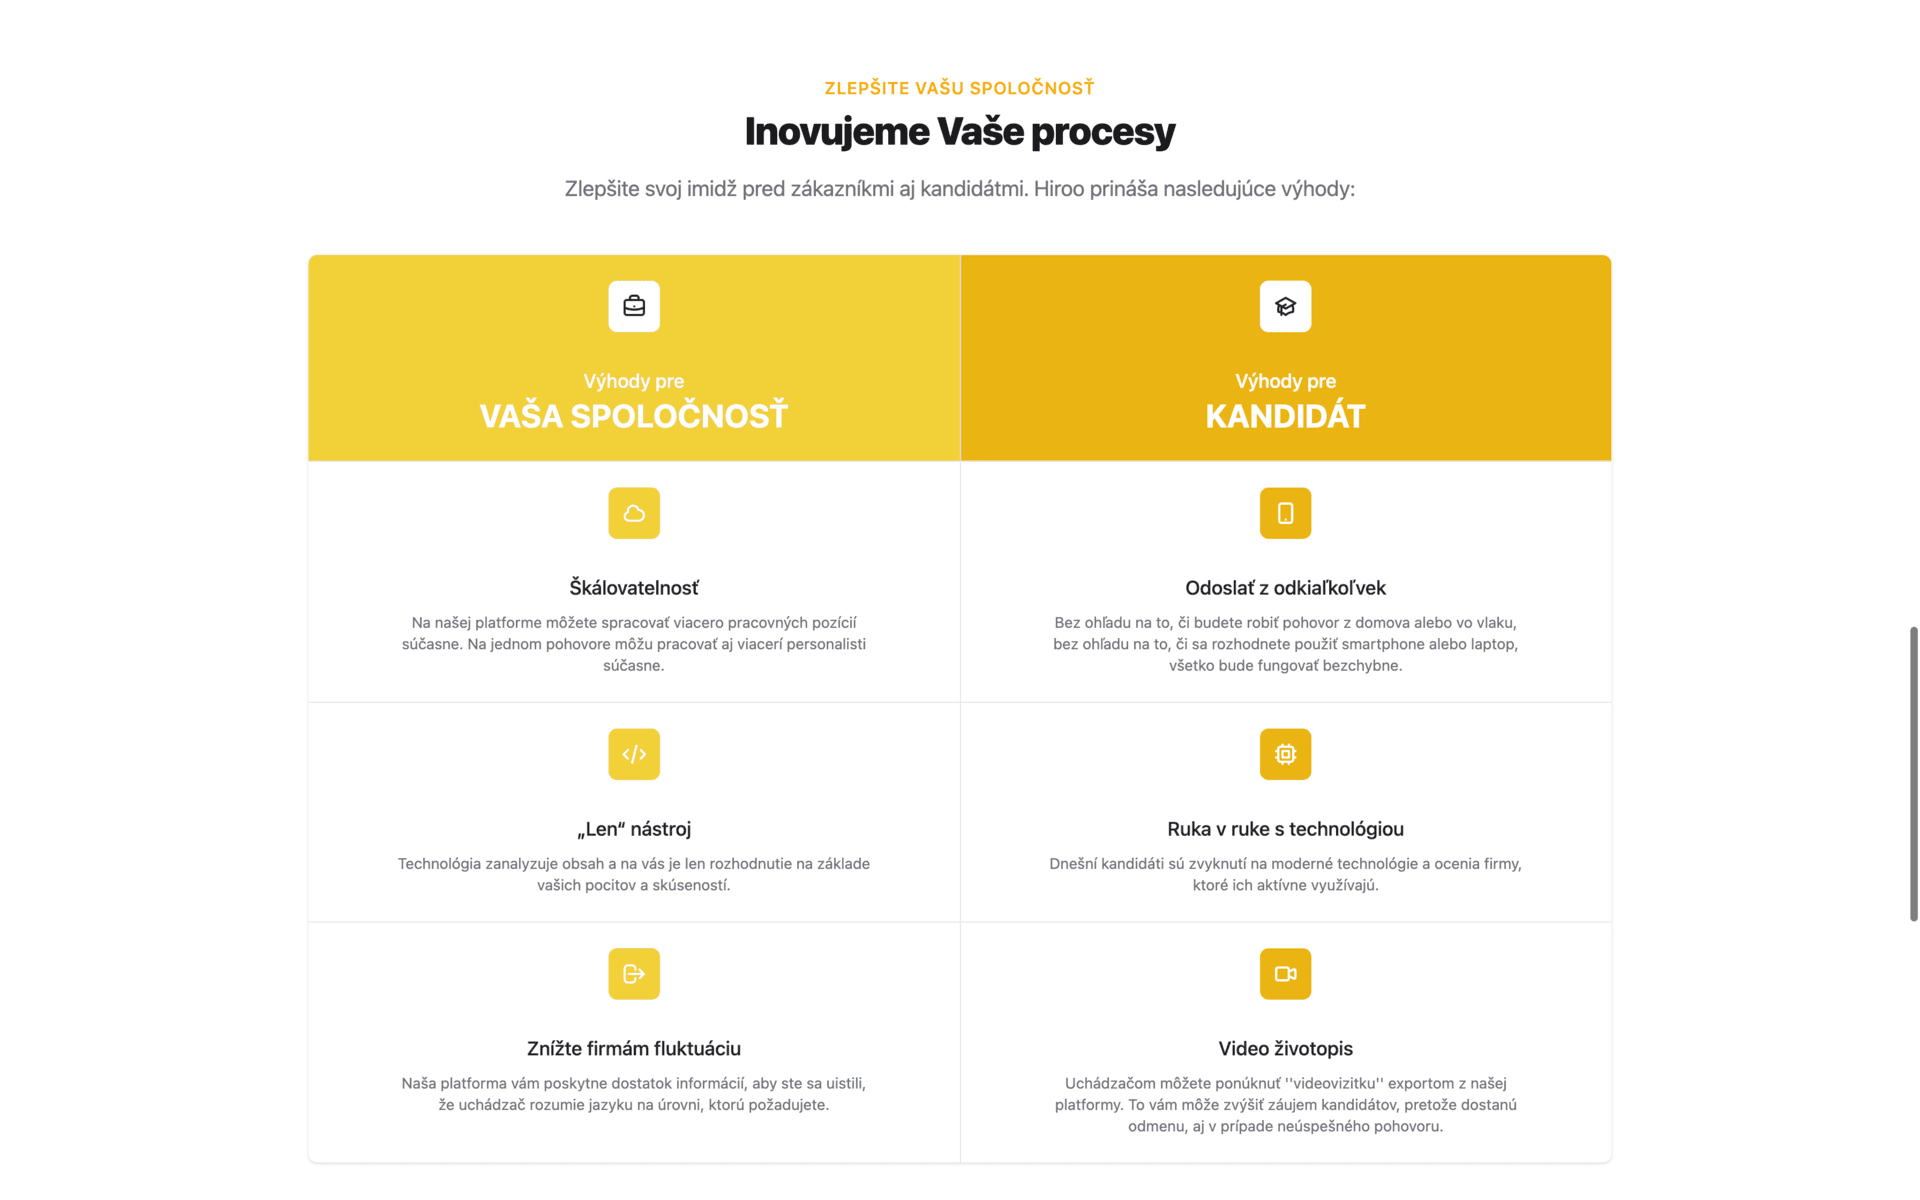 ZLEPŠITE VAŠU SPOLOČNOSŤ
Inovujeme Vaše procesy
Zlepšite svoj imidž pred zákazníkmi aj kandidátmi. Hiroo prináša nasledujúce výhody:
Výhody pre
VAŠA SPOLOČNOSŤ
Výhody pre
KANDIDÁT
Škálovatelnosť
Na našej platforme môžete spracovať viacero pracovných pozícií
súčasne. Na jednom pohovore môžu pracovať aj viacerí personalisti
súčasne.
Odoslať z odkiaľkoľvek
Bez ohľadu na to, či budete robiť pohovor z domova alebo vo vlaku,
bez ohľadu na to, či sa rozhodnete použiť smartphone alebo laptop,
všetko bude fungovať bezchybne.
„Len“ nástroj
Technológia zanalyzuje obsah a na vás je len rozhodnutie na základe
vašich pocitov a skúseností.
Ruka v ruke s technológiou
Dnešní kandidáti sú zvyknutí na moderné technológie a ocenia firmy,
ktoré ich aktívne využívajú.
Znížte firmám fluktuáciu
Naša platforma vám poskytne dostatok informácií, aby ste sa uistili,
že uchádzač rozumie jazyku na úrovni, ktorú požadujete.
Video životopis
Uchádzačom môžete ponúknuť ''videovizitku'' exportom z našej
platformy. To vám môže zvýšiť záujem kandidátov, pretože dostanú
odmenu, aj v prípade neúspešného pohovoru.